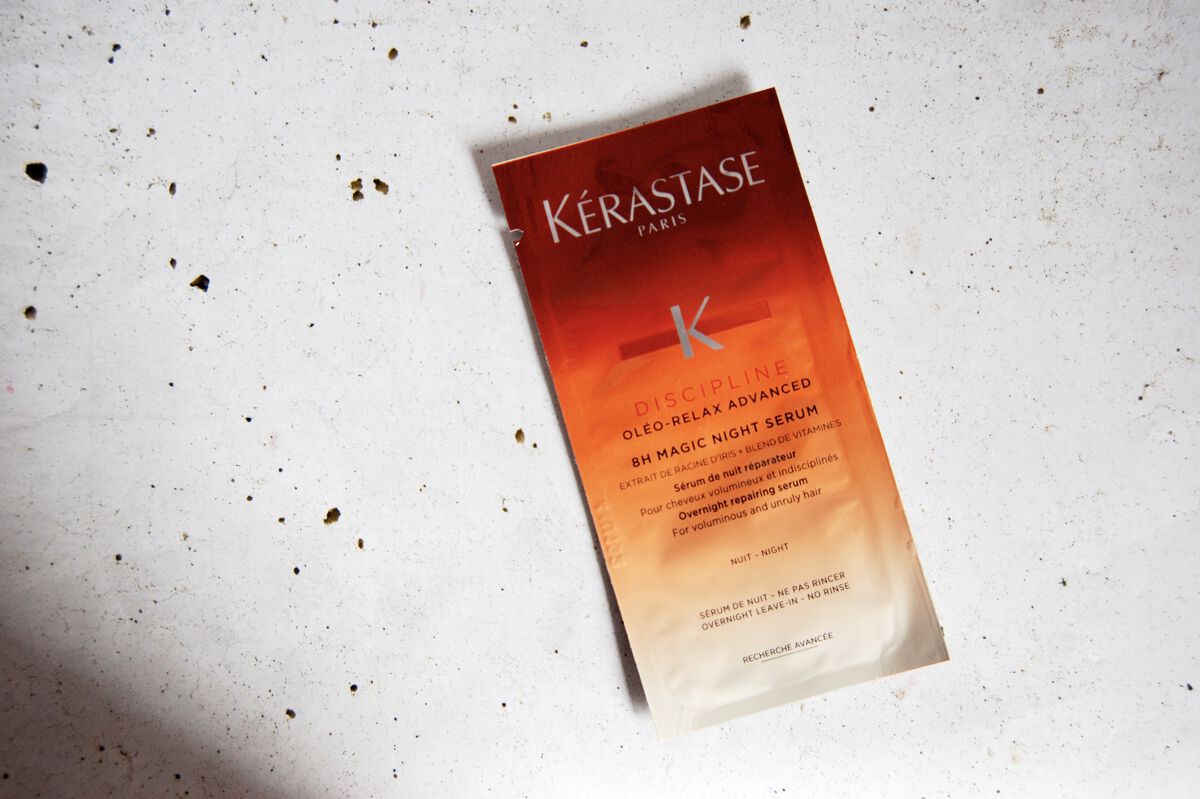 KÉRASTASE
PARIS
K
DISCIPLINE
OLÉO-RELAX ADVANCED
8H MAGIC NIGHT SERUM
EXTRAIT DE RACINE D'IRIS + BLEND DE VITAMINES
Sérum de nuit réparateur
Pour cheveux volumineux et indisciplinés
Overnight repairing serum
For voluminous and unruly hair
NUIT – NIGHT
SÉRUM DE NUIT – NE PAS RINCER
OVERNIGHT LEAVE-IN – NO RINSE
RECHERCHE AVANCÉE